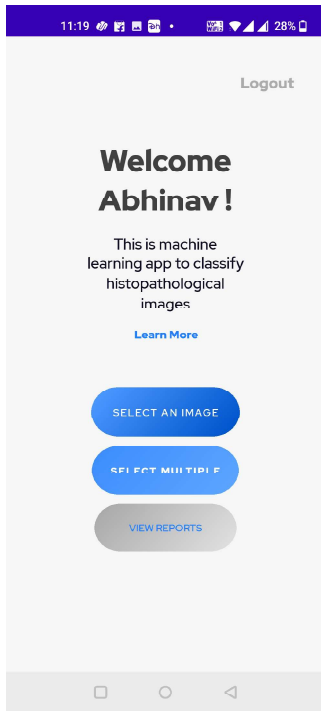 11:19
28%
Logout
Welcome
Abhinav !
This is machine
learning app to classify
histopathological
images
Learn More
SELECT AN IMAGE
SELECT MULTIPLE
VIEW REPORTS